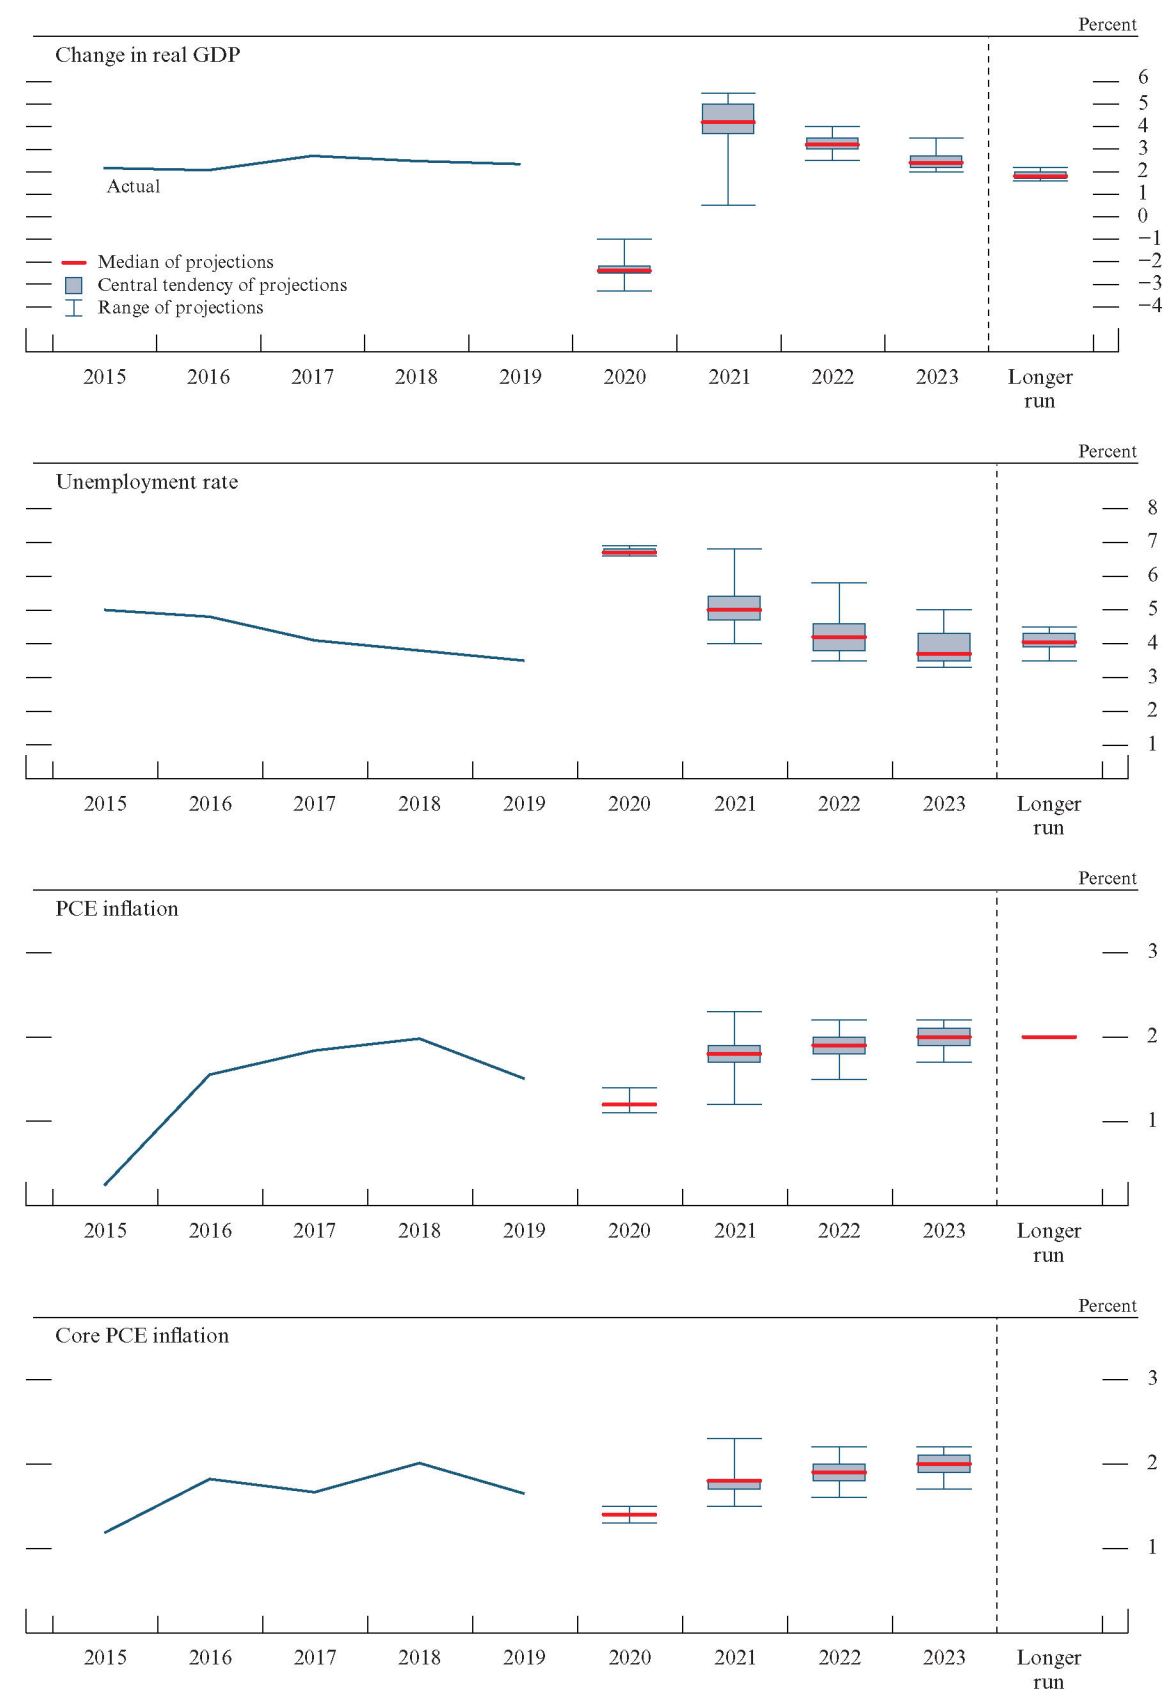 Percent
Change in real GDP
6
5
4
3
2
Actual
1
0
−1
Median of projections
−2
Central tendency of projections
−3
Range of projections
−4
2015 2016 2017 2018 2019 2020 2021 2022 2023 Longer
run
Percent
Unemployment rate
8
7
6
5
4
3
2
1
2015 2016 2017 2018 2019 2020 2021 2022 2023 Longer
run
Percent
PCE inflation
3
2
1
2015 2016 2017 2018 2019 2020 2021 2022 2023 Longer
run
Percent
Core PCE inflation
3
2
1
2015 2016 2017 2018 2019 2020 2021 2022 2023 Longer
run